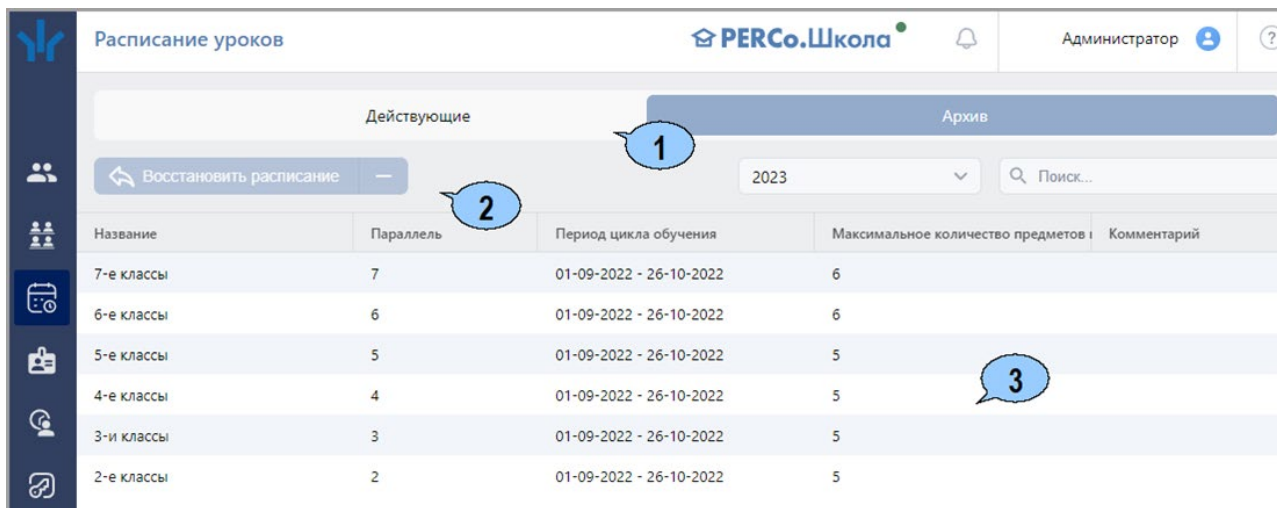 Расписание уроков PERCo.Школа Администратор ?
Действующие Архив
1
Восстановить расписание 2023 Поиск...
2
Название Параллель Период цикла обучения Максимальное количество предметов Комментарий
7-е классы 7 01-09-2022 - 26-10-2022 6
6-е классы 6 01-09-2022 - 26-10-2022 6
5-е классы 5 01-09-2022 - 26-10-2022 5
3
4-е классы 4 01-09-2022 - 26-10-2022 5
3-и классы 3 01-09-2022 - 26-10-2022 5
2-е классы 2 01-09-2022 - 26-10-2022 5